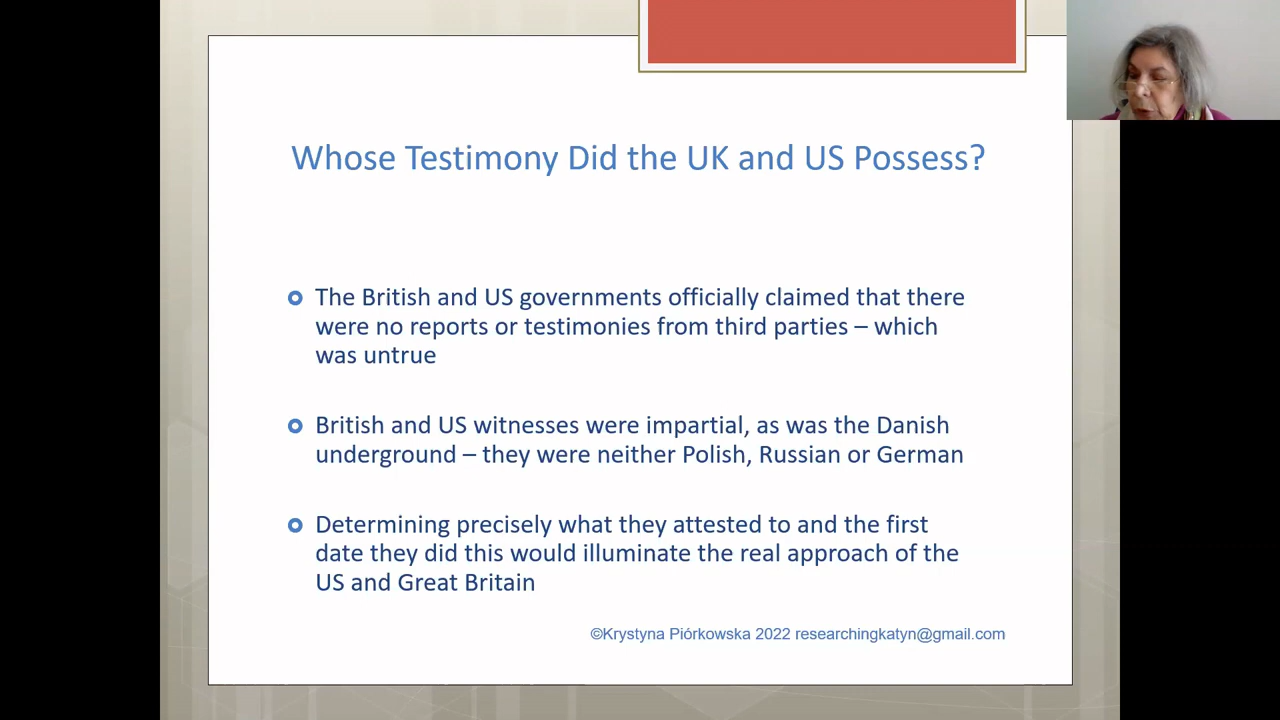 Whose Testimony Did the UK and US Possess?
The British and US governments officially claimed that there
were no reports or testimonies from third parties – which
was untrue
British and US witnesses were impartial, as was the Danish
underground – they were neither Polish, Russian or German
Determining precisely what they attested to and the first
date they did this would illuminate the real approach of the
US and Great Britain
©Krystyna Piórkowska 2022 researchingkatyn@gmail.com